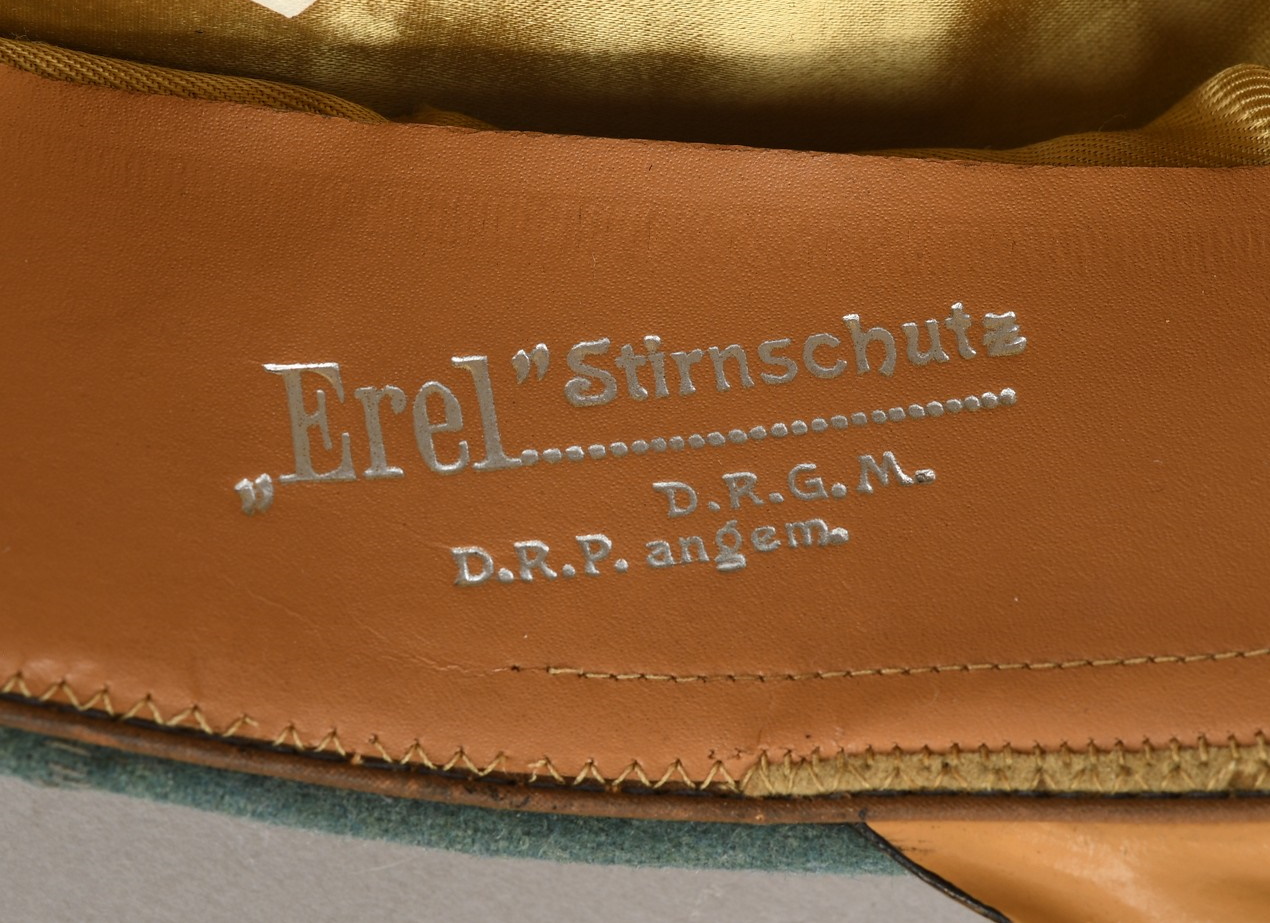 „Erel” Stirnschutz
D.R.G.M.
D.R.P. angem.